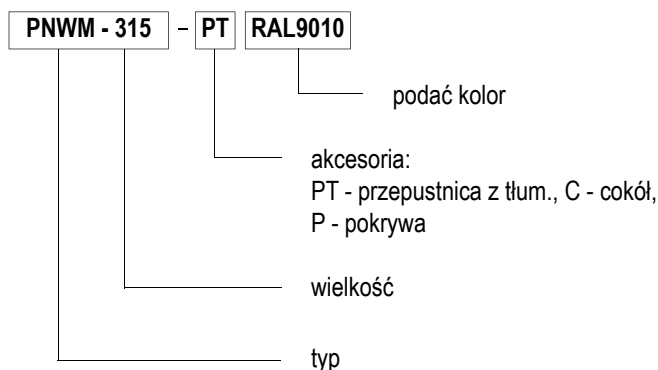 PNWM - 315 - PT RAL9010
podać kolor
akcesoria:
PT - przepustnica z tłum., C - cokół,
P - pokrywa
wielkość
typ